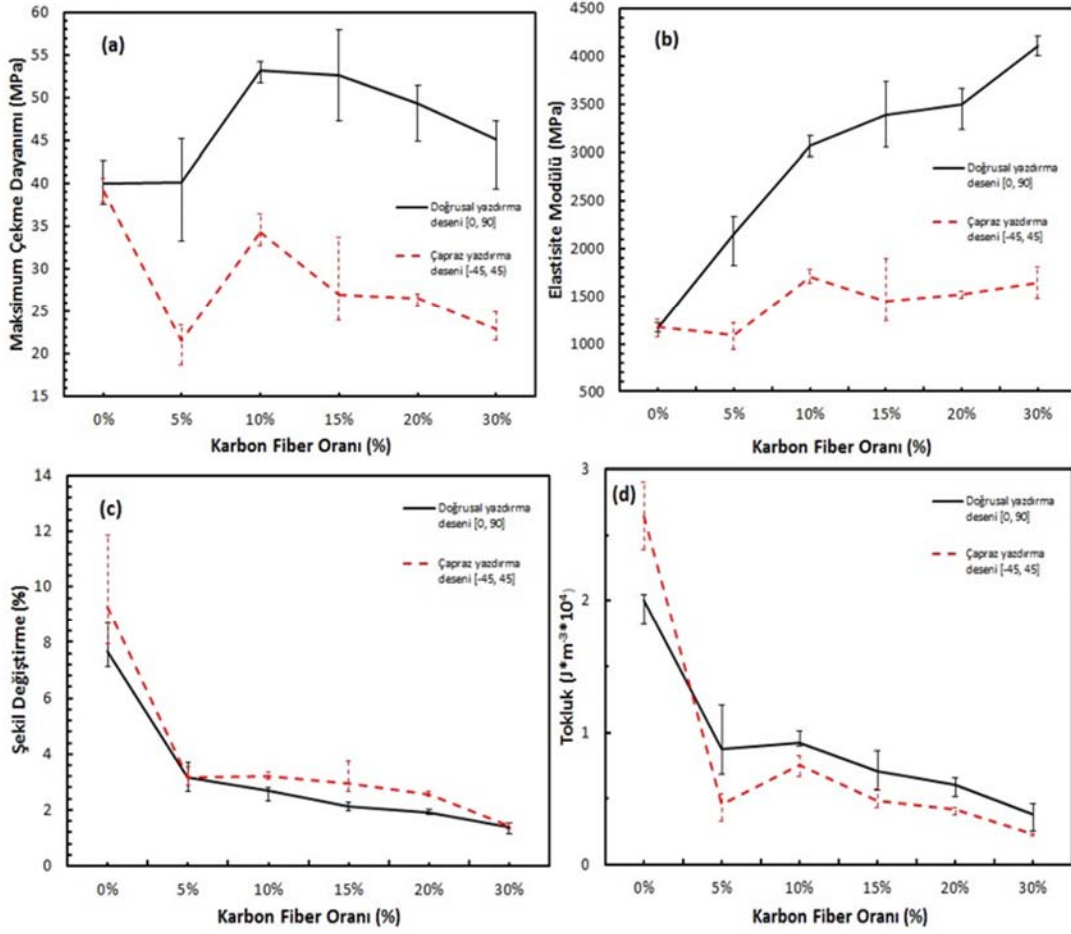 (a)
Maksimum Çekme Dayanımı (MPa)
60
55
50
45
40
35
30
25
20
15
Doğrusal yazdırma
deseni [0, 90]
Çapraz yazdırma
deseni [-45, 45)
0% 5% 10% 15% 20% 30%
Karbon Fiber Oranı (%)
(b)
Elastisite Modülü (MPa)
4500
4000
3500
3000
2500
2000
1500
1000
500
Doğrusal yazdırma
deseni [0, 90]
Çapraz yazdırma
deseni [-45, 45]
0% 5% 10% 15% 20% 30%
Karbon Fiber Oranı (%)
(c)
Şekil Değiştirme (%)
14
12
10
8
6
4
2
0
Doğrusal yazdırma
deseni [0, 90]
Çapraz yazdırma
deseni [-45, 45]
0% 5% 10% 15% 20% 30%
Karbon Fiber Oranı (%)
(d)
Tokluk (J*m⁻³*10⁴)
3
2
1
0
Doğrusal yazdırma
deseni [0, 90]
Çapraz yazdırma
deseni [-45, 45]
0% 5% 10% 15% 20% 30%
Karbon Fiber Oranı (%)